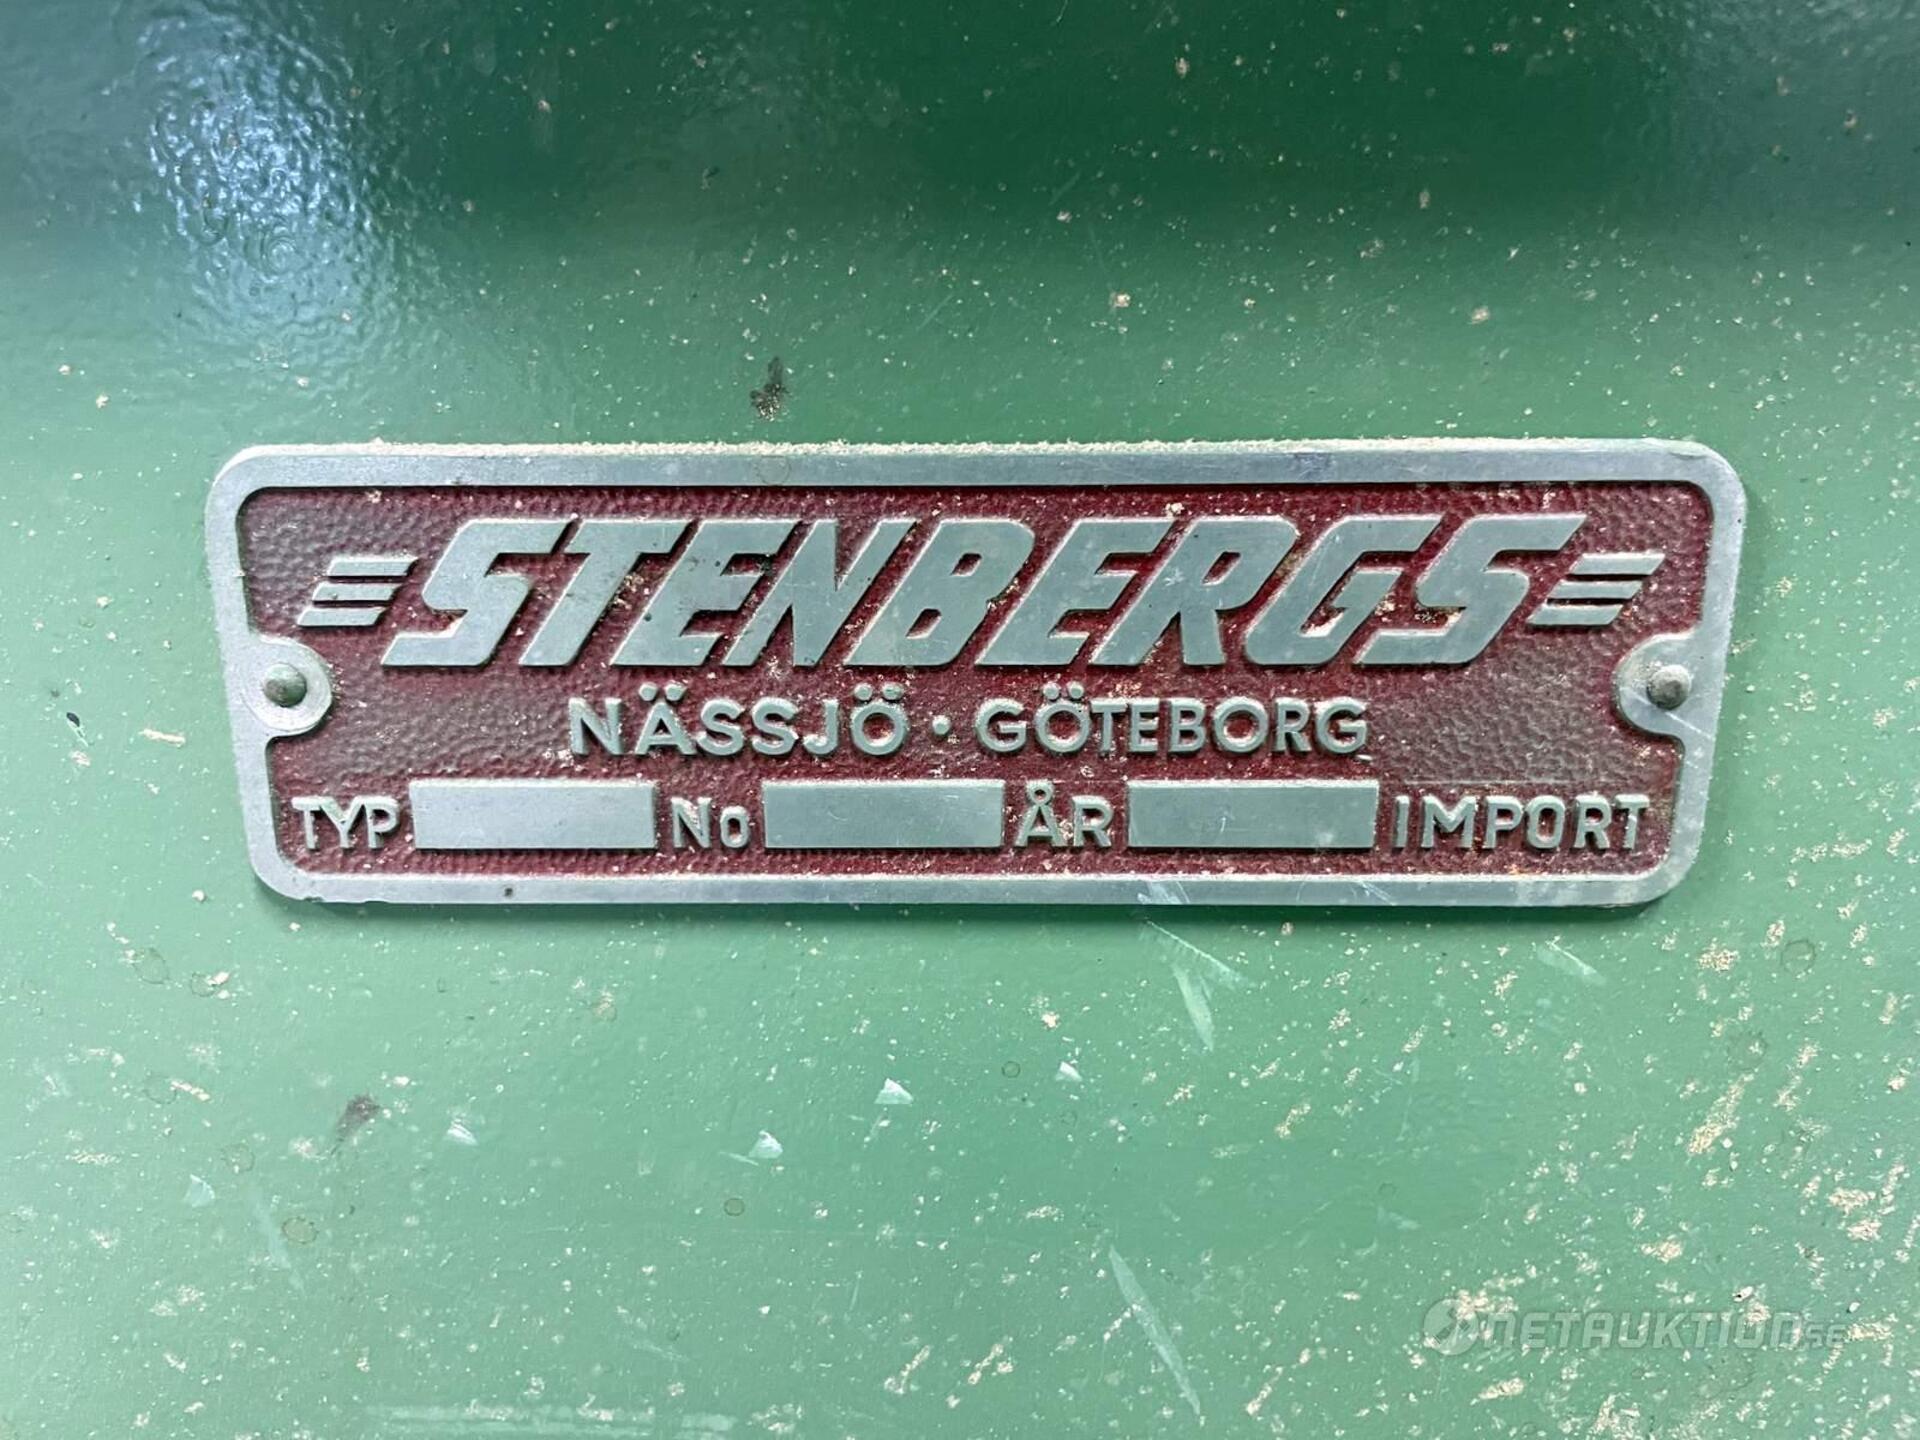 STENBERGS
NÄSSJÖ · GÖTEBORG
TYP No ÅR IMPORT
NETAUKTION.SE